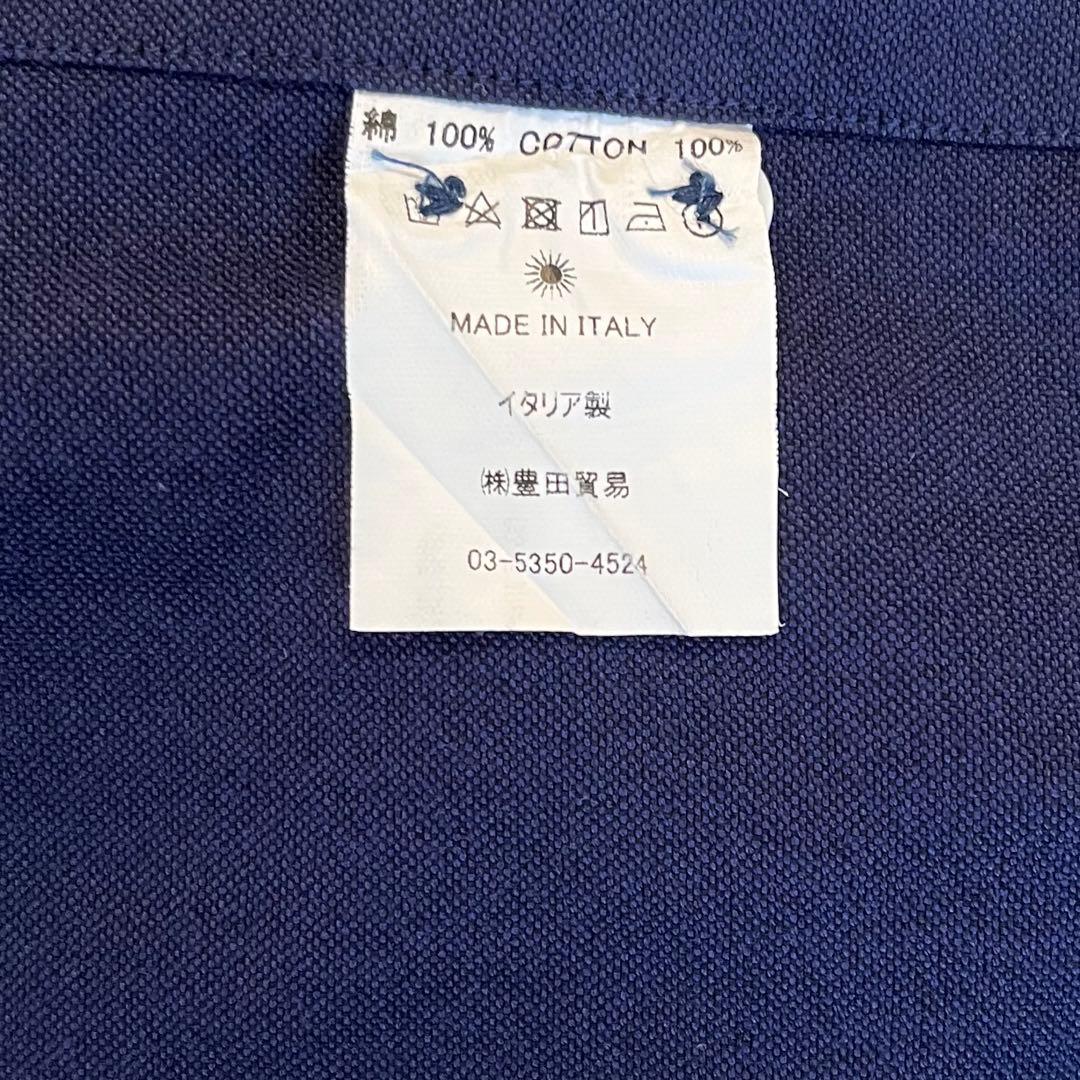 綿 100% COTTON 100%
MADE IN ITALY
イタリア製
㈱豊田貿易
03-5350-4524